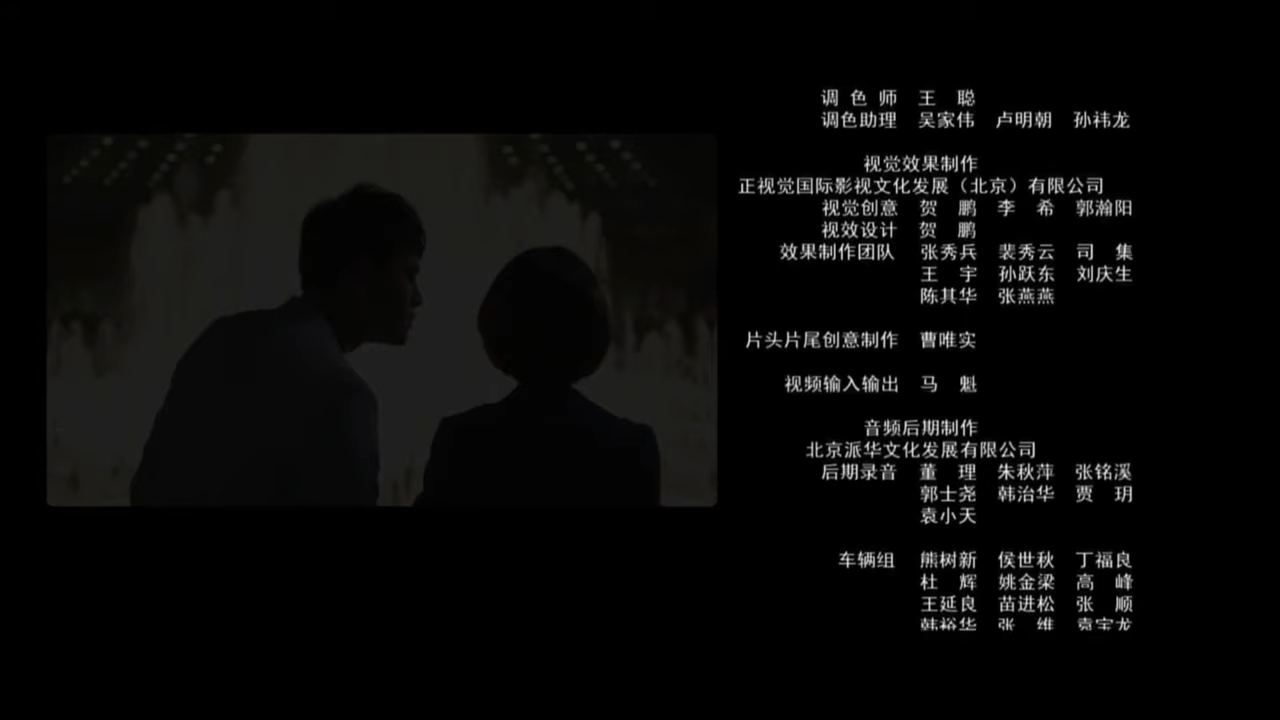 调色师 王聪
调色助理 吴家伟 卢明朝 孙祎龙
视觉效果制作
正视觉国际影视文化发展（北京）有限公司
视觉创意 贺鹏 李希 郭瀚阳
视效设计 贺鹏
效果制作团队 张秀兵 裴秀云 司集
王宇 孙跃东 刘庆生
陈其华 张燕燕
片头片尾创意制作 曹唯实
视频输入输出 马魁
音频后期制作
北京派华文化发展有限公司
后期录音 董理 朱秋萍 张铭溪
郭士尧 韩治华 贾玥
袁小天
车辆组 熊树新 侯世秋 丁福良
杜辉 姚金梁 高峰
王延良 苗进松 张顺
韩裕华 张维 袁宝龙